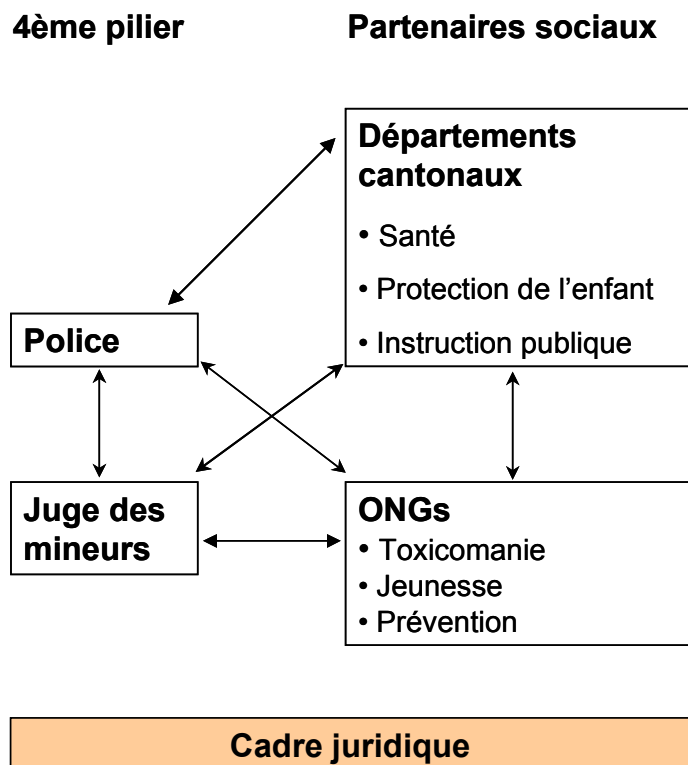 4ème pilier
Partenaires sociaux
Départements
cantonaux
• Santé
• Protection de l’enfant
• Instruction publique
Police
Juge des
mineurs
ONGs
• Toxicomanie
• Jeunesse
• Prévention
Cadre juridique